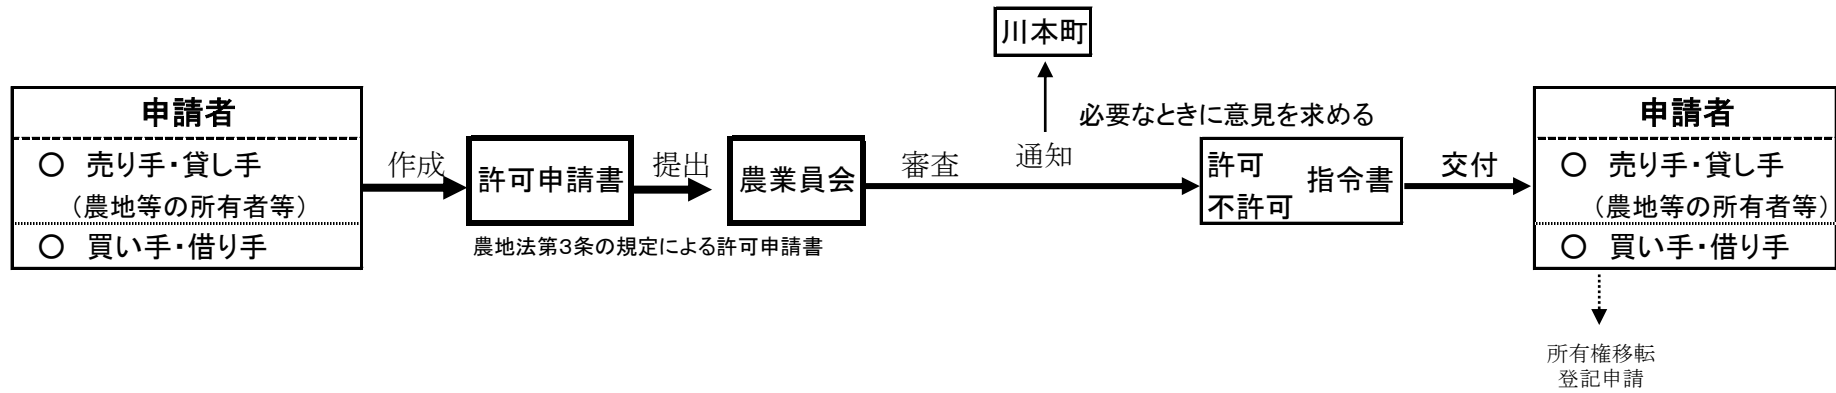 川本町
申請者
○ 売り手・貸し手
（農地等の所有者等）
○ 買い手・借り手
作成
許可申請書
農地法第3条の規定による許可申請書
提出
農業員会
審査
通知
必要なときに意見を求める
許可
不許可
指令書
交付
申請者
○ 売り手・貸し手
（農地等の所有者等）
○ 買い手・借り手
所有権移転
登記申請